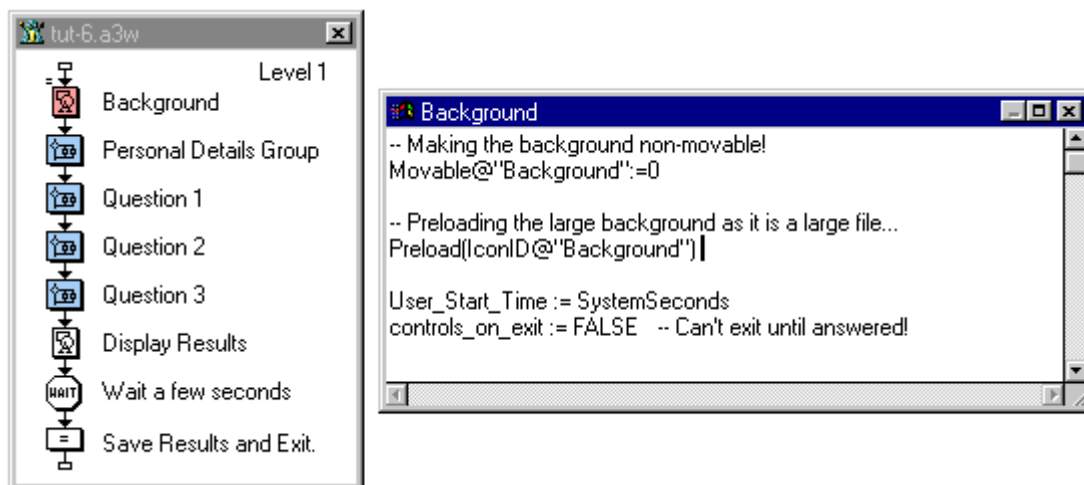 tut-6.a3w
Level 1
Background
Personal Details Group
Question 1
Question 2
Question 3
Display Results
WAIT
Wait a few seconds
=
Save Results and Exit.
Background
-- Making the background non-movable!
Movable@"Background":=0
-- Preloading the large background as it is a large file...
Preload(IconID@"Background")
User_Start_Time := SystemSeconds
controls_on_exit := FALSE -- Can't exit until answered!